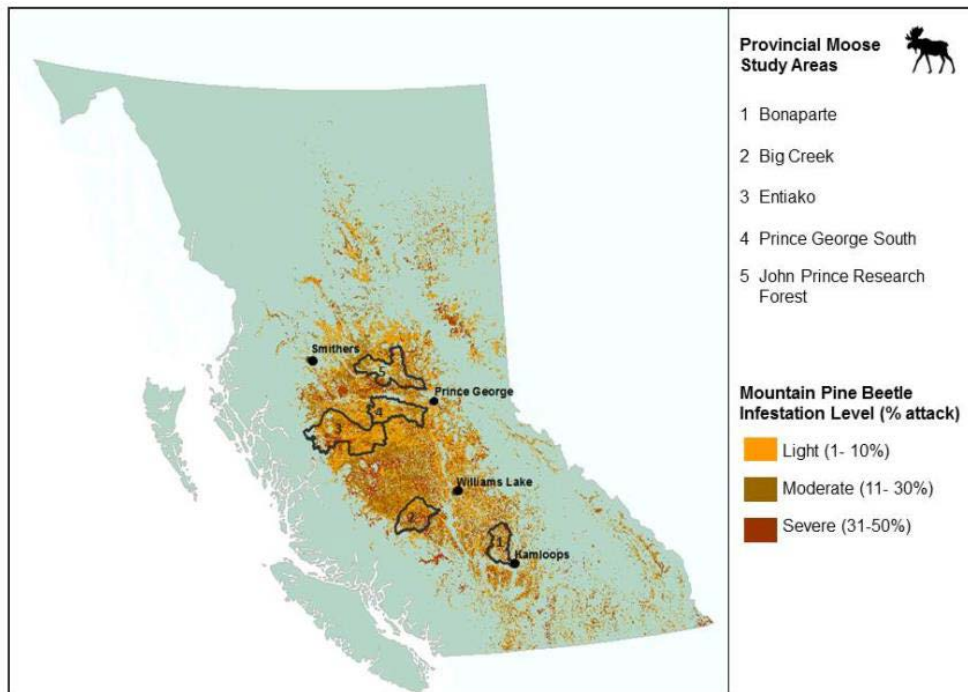 Provincial Moose
Study Areas
1 Bonaparte
2 Big Creek
3 Entiako
4 Prince George South
5 John Prince Research
Forest
Smithers
5
Prince George
4
3
Williams Lake
2
1
Kamloops
Mountain Pine Beetle
Infestation Level (% attack)
Light (1- 10%)
Moderate (11- 30%)
Severe (31-50%)